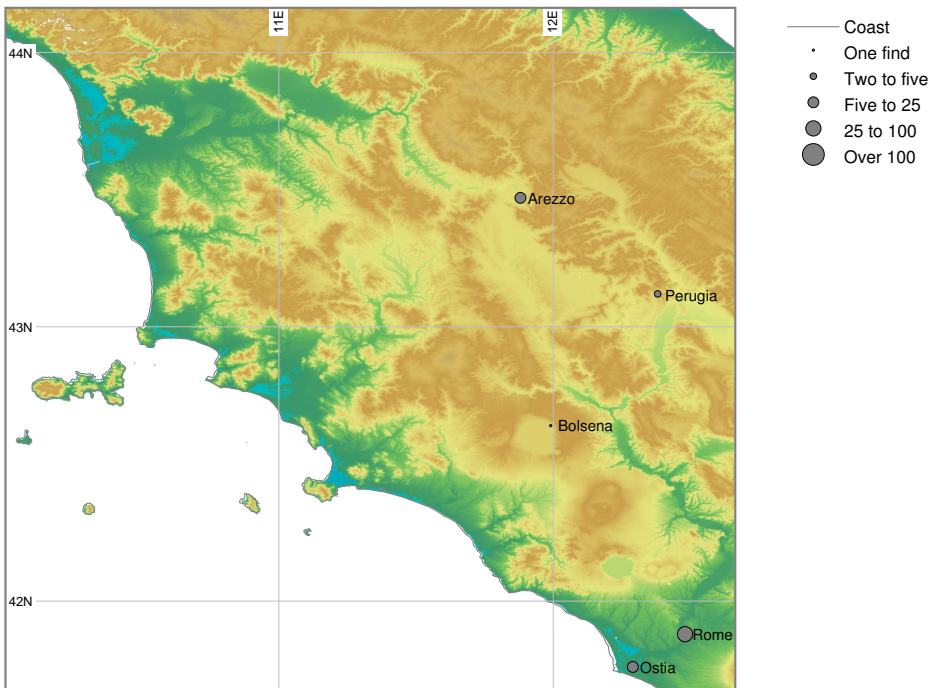 11E
12E
44N
Arezzo
Perugia
43N
Bolsena
42N
Rome
Ostia
Coast
One find
Two to five
Five to 25
25 to 100
Over 100